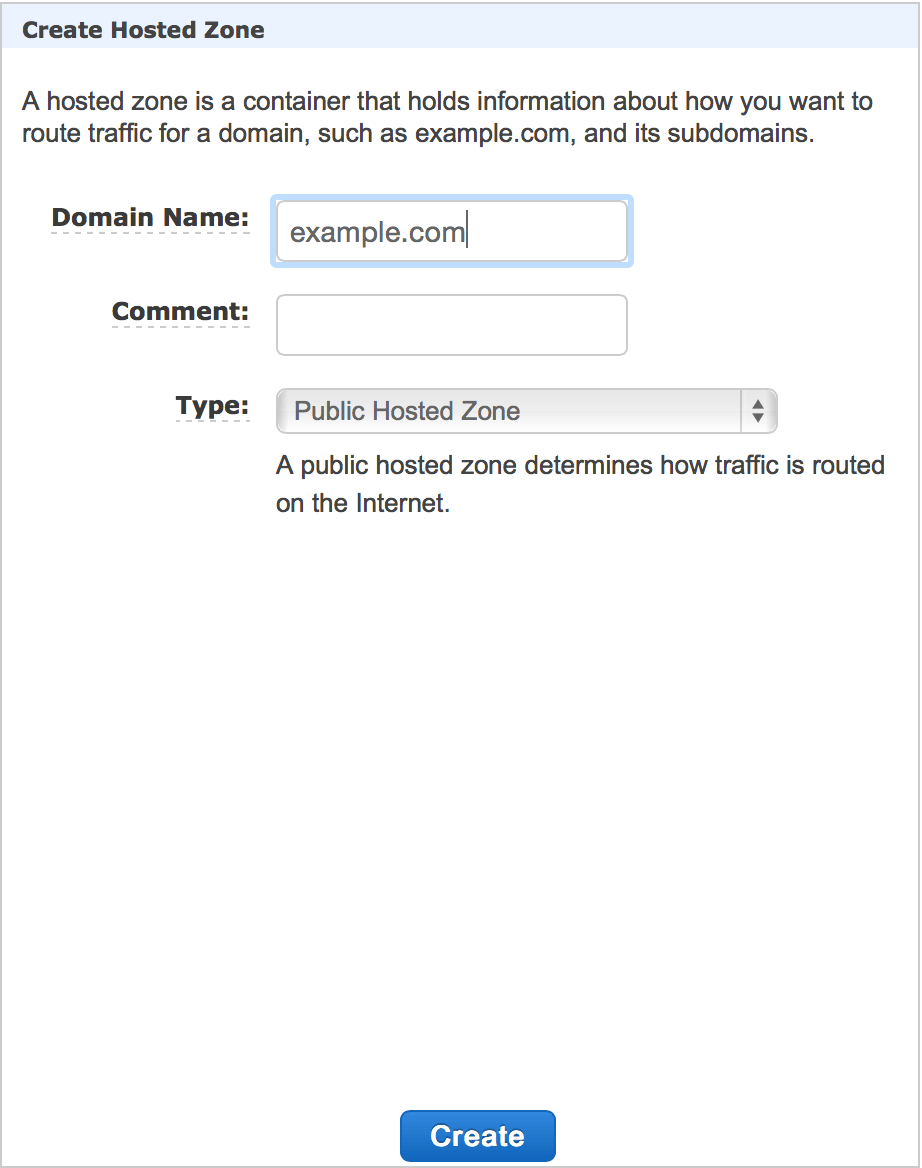 Create Hosted Zone
A hosted zone is a container that holds information about how you want to
route traffic for a domain, such as example.com, and its subdomains.
Domain Name:
example.com
Comment:
Type:
Public Hosted Zone
A public hosted zone determines how traffic is routed
on the Internet.
Create